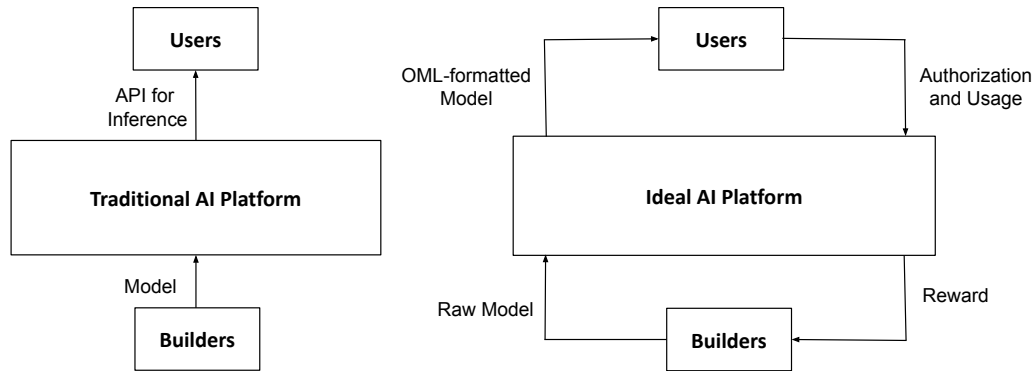 Users
API for
Inference
Traditional AI Platform
Model
Builders
Users
OML-formatted
Model
Authorization
and Usage
Ideal AI Platform
Raw Model
Reward
Builders